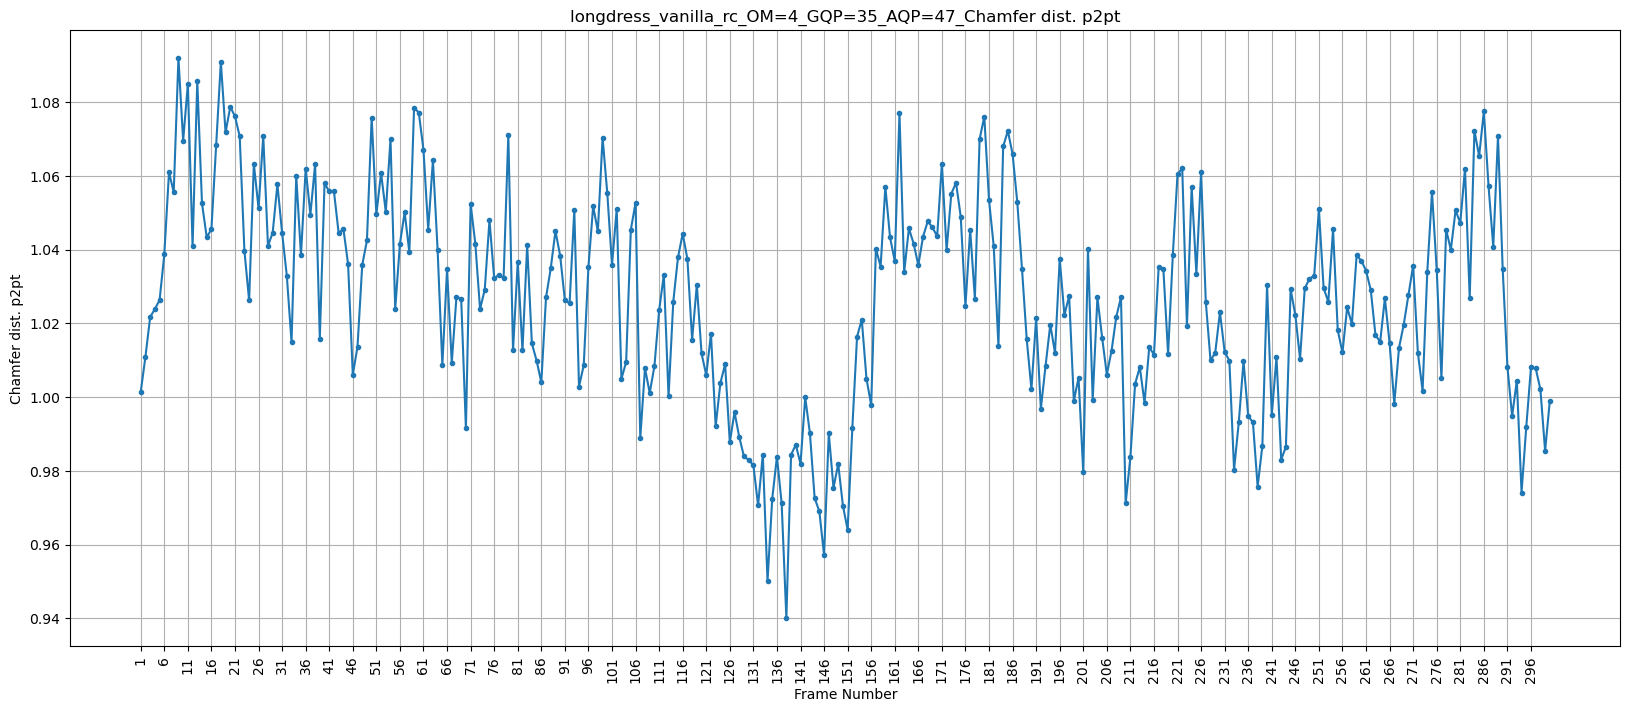 longdress_vanilla_rc_OM=4_GQP=35_AQP=47_Chamfer dist. p2pt
Chamfer dist. p2pt
1.08
1.06
1.04
1.02
1.00
0.98
0.96
0.94
1 6 11 16 21 26 31 36 41 46 51 56 61 66 71 76 81 86 91 96 101 106 111 116 121 126 131 136 141 146 151 156 161 166 171 176 181 186 191 196 201 206 211 216 221 226 231 236 241 246 251 256 261 266 271 276 281 286 291 296
Frame Number